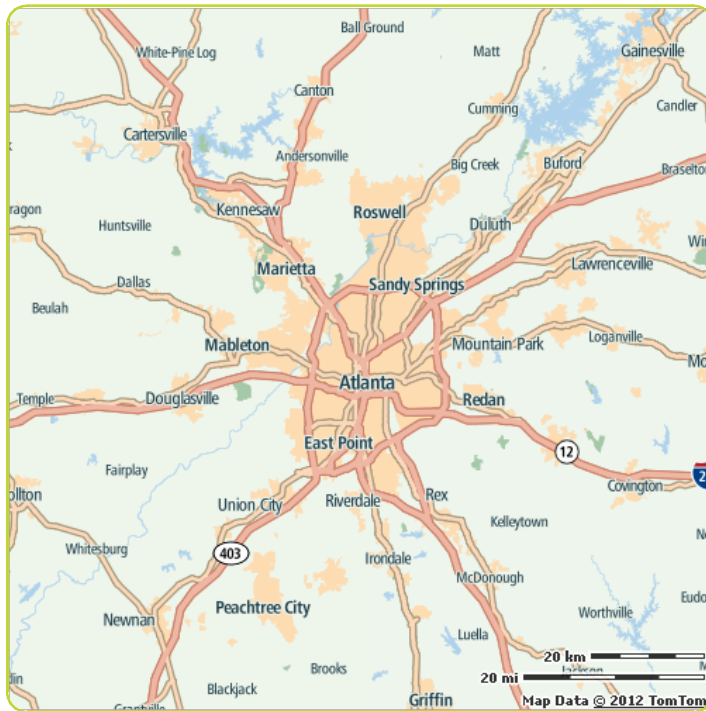 Ball Ground
White-Pine Log
Matt
Gainesville
Canton
Cumming
Candler
Cartersville
Andersonville
Big Creek
Buford
Braselton
Kennesaw
Roswell
Huntsville
Duluth
Marietta
Lawrenceville
Dallas
Sandy Springs
Beulah
Mableton
Mountain Park
Loganville
Atlanta
Temple
Douglasville
Redan
East Point
12
Fairplay
2
Covington
Union City
Riverdale
Rex
Kelleytown
Whitesburg
403
Irondale
McDonough
Peachtree City
Worthville
Newnan
Luella
20 km
Brooks
Jackson
20 mi
Blackjack
Griffin
Map Data © 2012 TomTom
Grantville